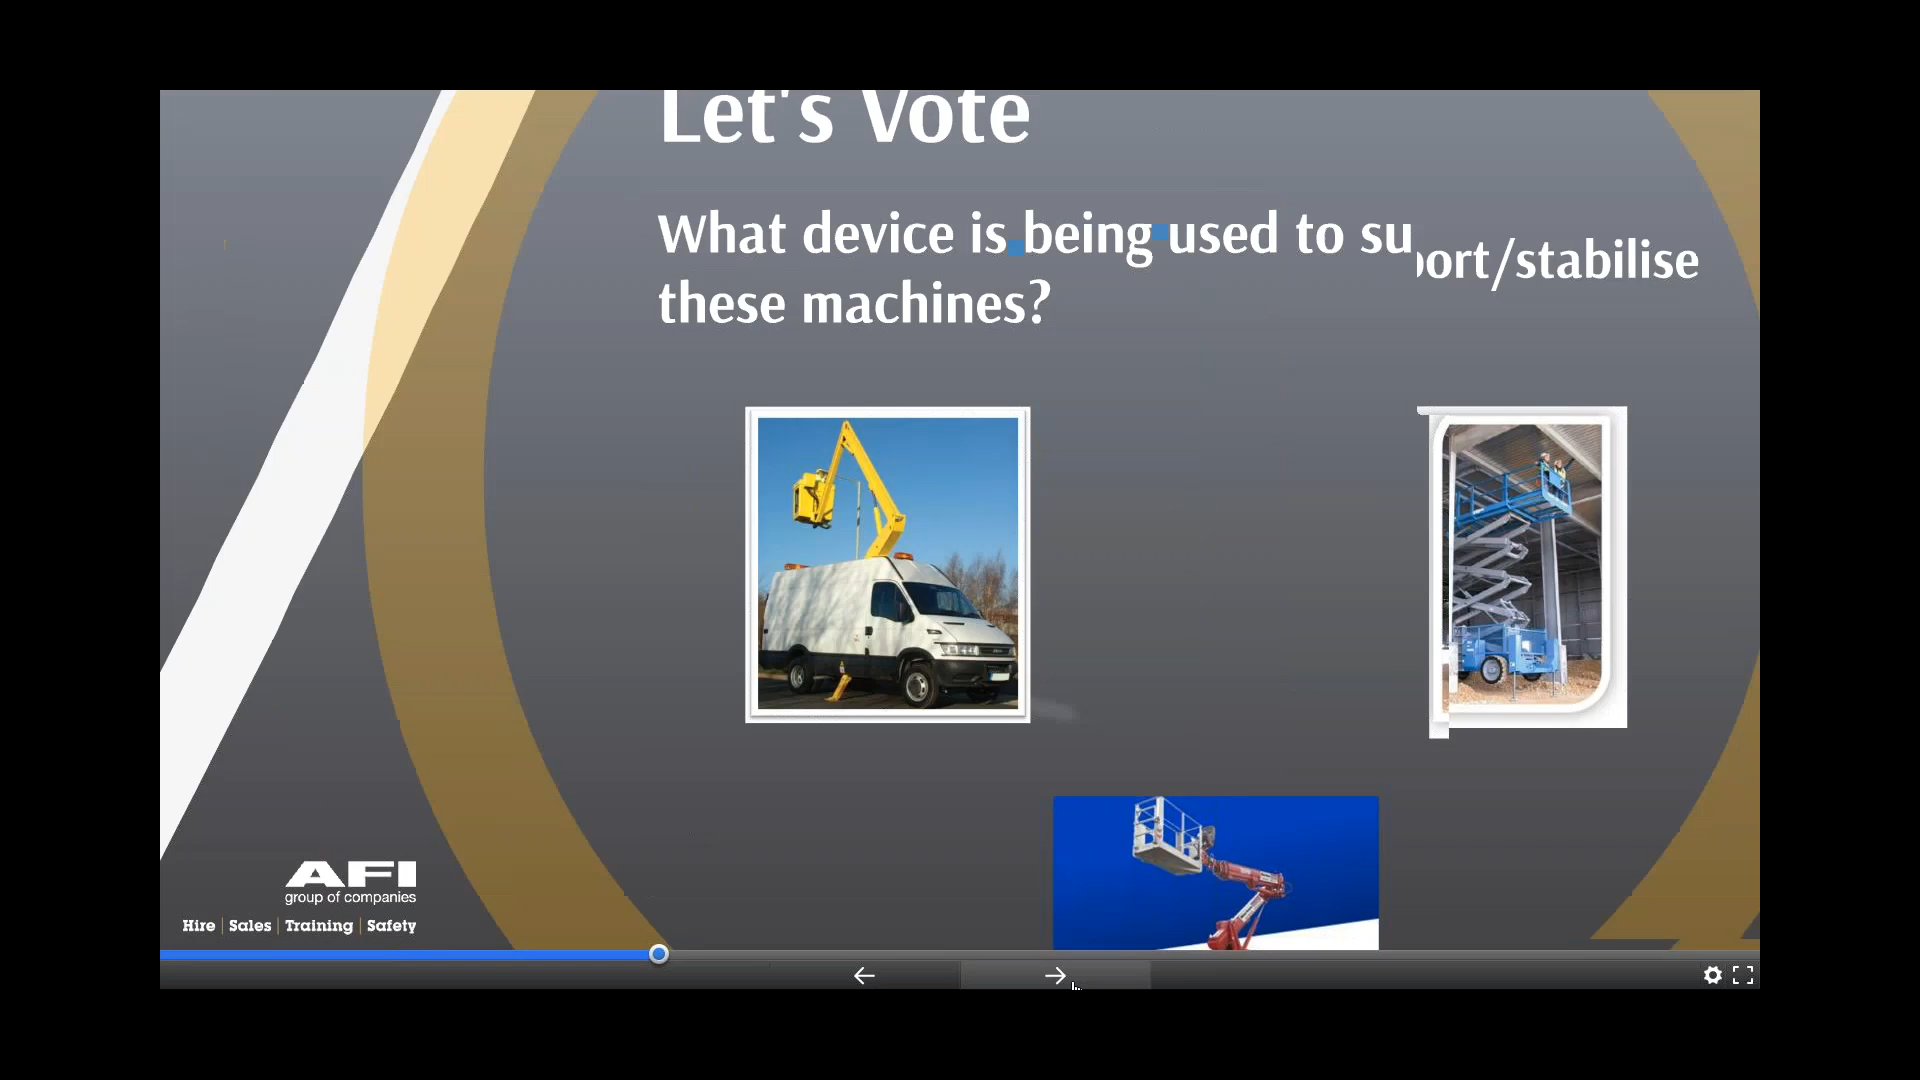 Let's Vote
What device is being used to su port/stabilise
these machines?
AFI
group of companies
Hire | Sales | Training | Safety